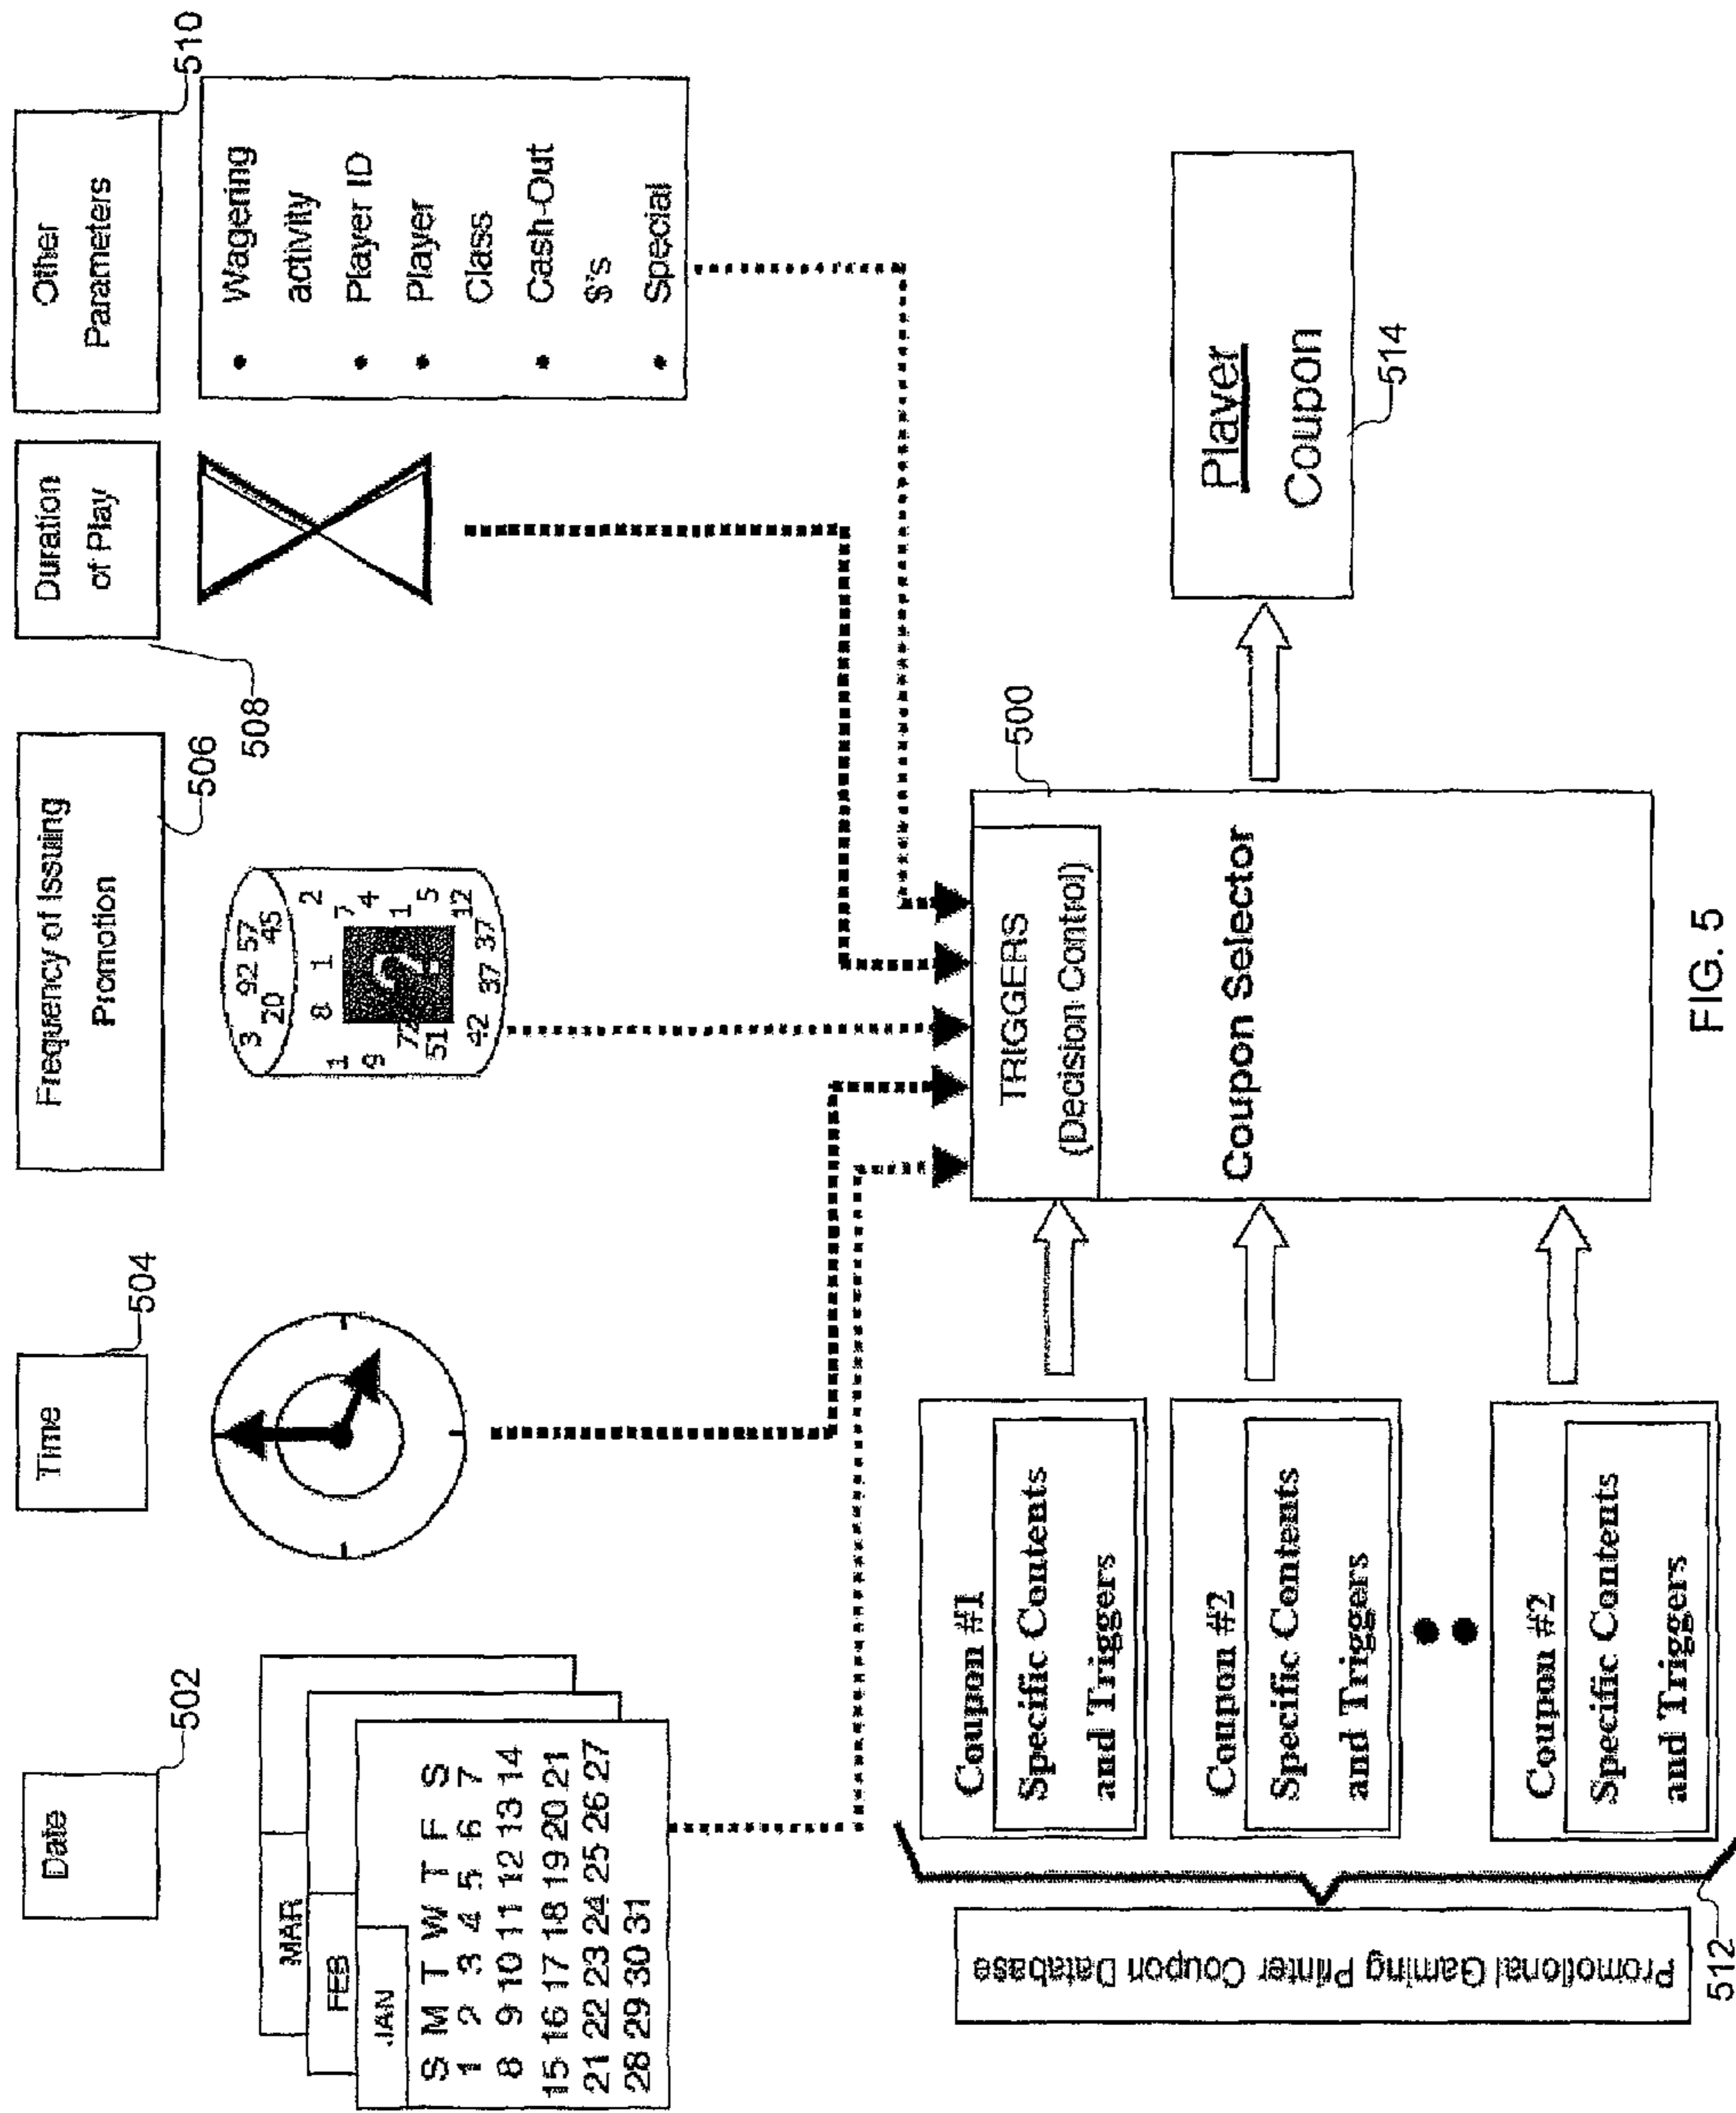 Date
502
MAR
FEB
JAN
S M T W T F S
1 2 3 4 5 6 7
8 9 10 11 12 13 14
15 16 17 18 19 20 21
21 22 23 24 25 26 27
28 29 30 31
Time
504
Frequency of Issuing
Promotion
506
3 92 57
20 45
8 1 2
1 7
9 4
72 ? 1
51 5
42 37 37 12
Duration
of Play
508
Other
Parameters
510
• Wagering
activity
• Player ID
• Player
Class
• Cash-Out
$'s
• Special
Promotional Gaming Printer Coupon Database
512
Coupon #1
Specific Contents
and Triggers
Coupon #2
Specific Contents
and Triggers
Coupon #2
Specific Contents
and Triggers
TRIGGERS
(Decision Control)
500
Coupon Selector
Player
Coupon
514
FIG. 5